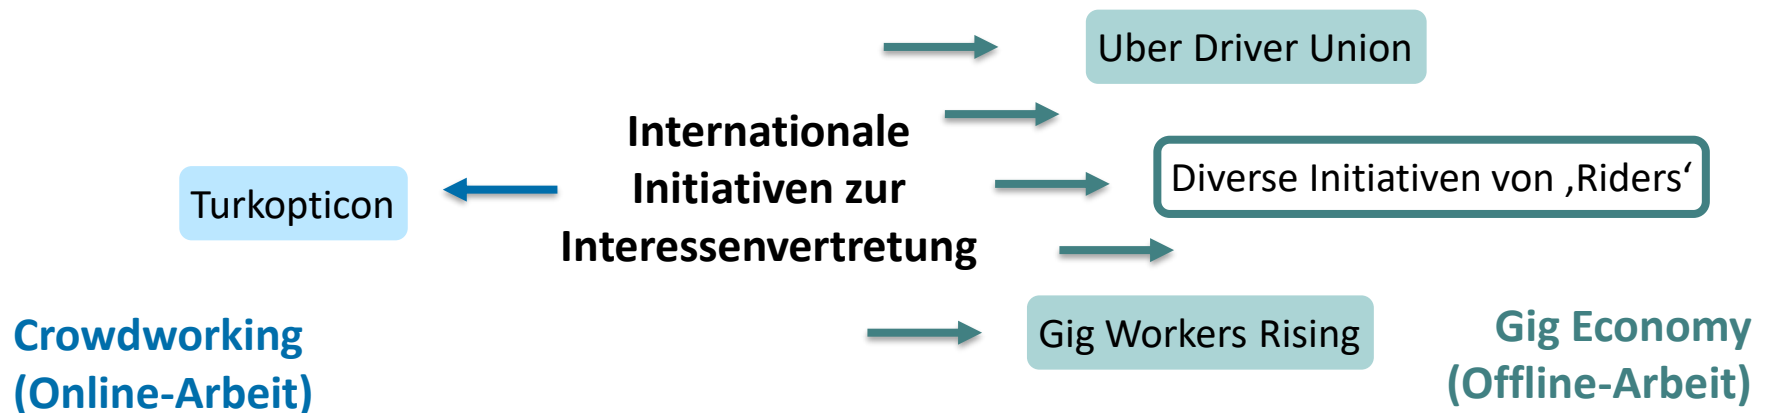 Uber Driver Union
Internationale
Initiativen zur
Interessenvertretung
Turkopticon
Diverse Initiativen von ‚Riders‘
Gig Workers Rising
Crowdworking
(Online-Arbeit)
Gig Economy
(Offline-Arbeit)